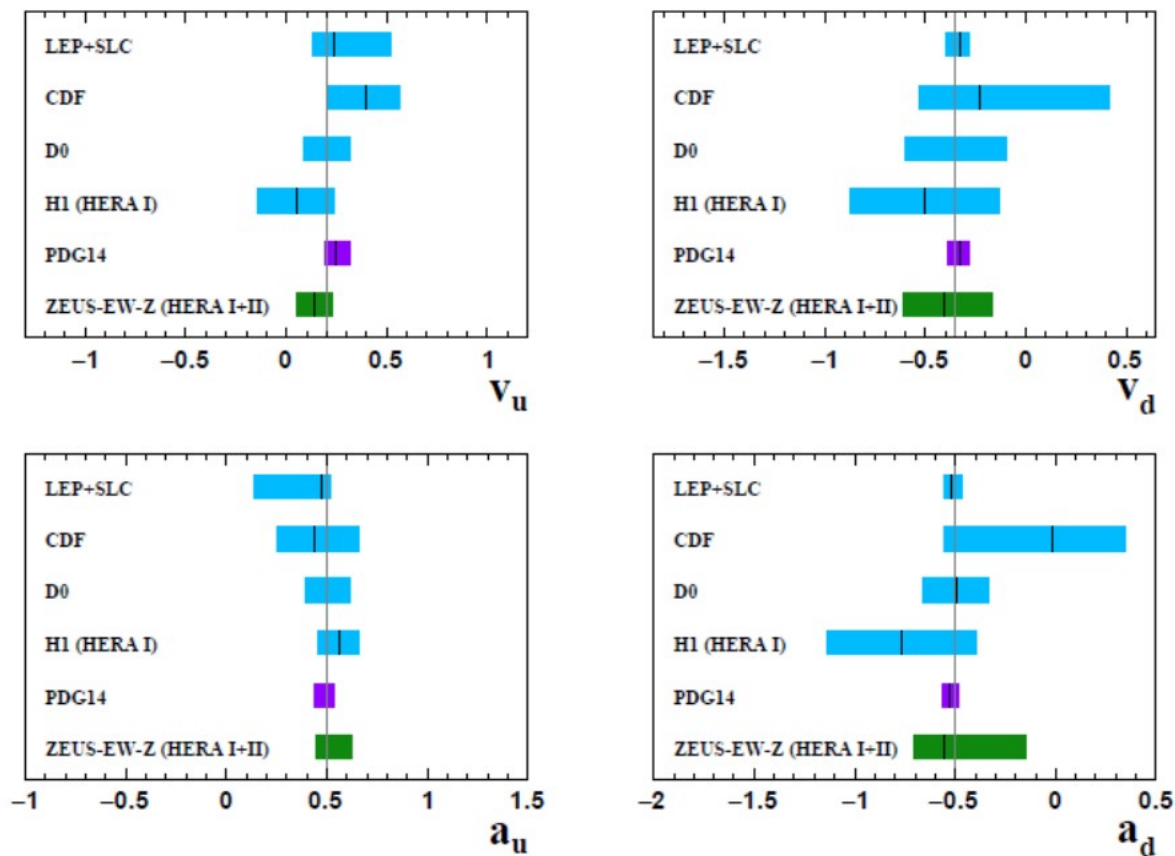 LEP+SLC
CDF
D0
H1 (HERA I)
PDG14
ZEUS-EW-Z (HERA I+II)
−1 −0.5 0 0.5 1
v_u
LEP+SLC
CDF
D0
H1 (HERA I)
PDG14
ZEUS-EW-Z (HERA I+II)
−1.5 −1 −0.5 0 0.5
v_d
LEP+SLC
CDF
D0
H1 (HERA I)
PDG14
ZEUS-EW-Z (HERA I+II)
−1 −0.5 0 0.5 1 1.5
a_u
LEP+SLC
CDF
D0
H1 (HERA I)
PDG14
ZEUS-EW-Z (HERA I+II)
−2 −1.5 −1 −0.5 0 0.5
a_d